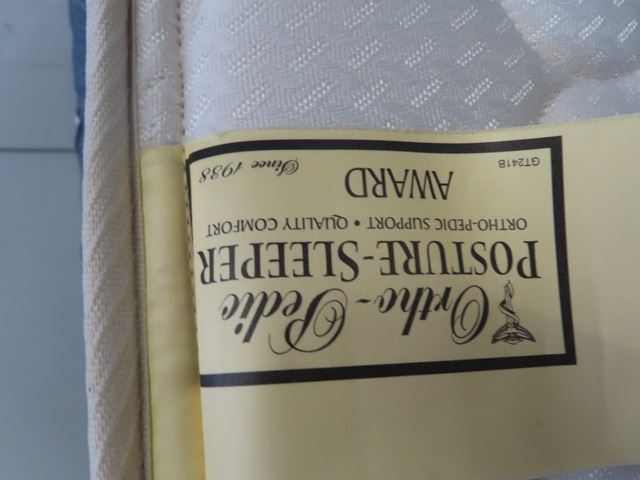 Ortho-Pedic
POSTURE-SLEEPER
ORTHO-PEDIC SUPPORT • QUALITY COMFORT
AWARD
GT241B Since 1938